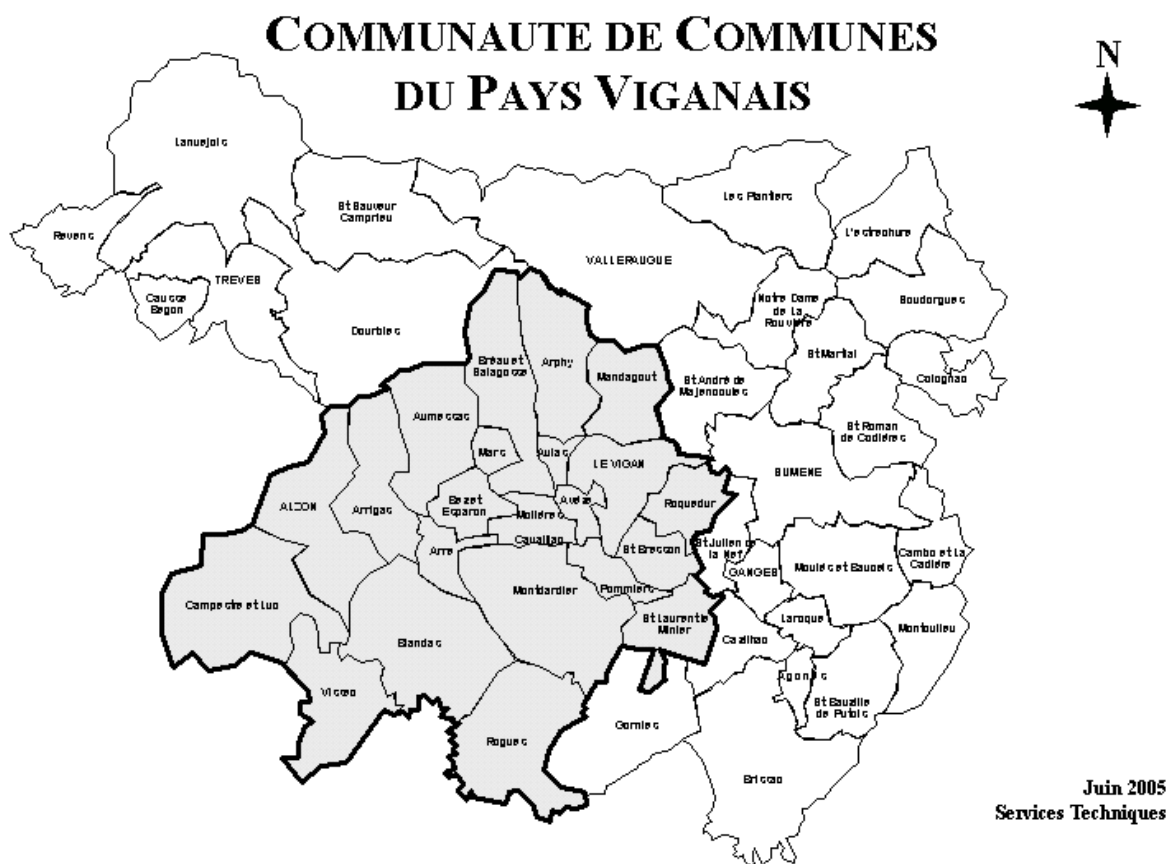 COMMUNAUTE DE COMMUNES
DU PAYS VIGANAIS
N
Lanuejols
Revens
St Sauveur
Camprieu
Les Plantiers
L'estrechure
TREVES
Causse
Begon
VALLERAUGUE
Notre Dame
de La
Rouvière
Soudorgues
Dourbies
Bréau et
Salagosse
Arphy
Mandagout
St André de
Majencoules
St Martial
Colognac
Aumessas
St Roman
de Codières
Mars
Aulas
LE VIGAN
SUMENE
ALZON
Arrigas
Bez et
Esparon
Avèze
Molières
Roquedur
Arre
Cavaillac
St Bresson
St Julien de
la Nef
GANGES
Moules et Baucels
Cambo et La
Cadière
Campestre et Luc
Montdardier
Pommiers
St Laurent le
Minier
Laroque
Cazilhac
Montoulieu
Blandas
Vissec
Agonès
St Bauzille
de Putois
Rogues
Gornies
Brissac
Juin 2005
Services Techniques